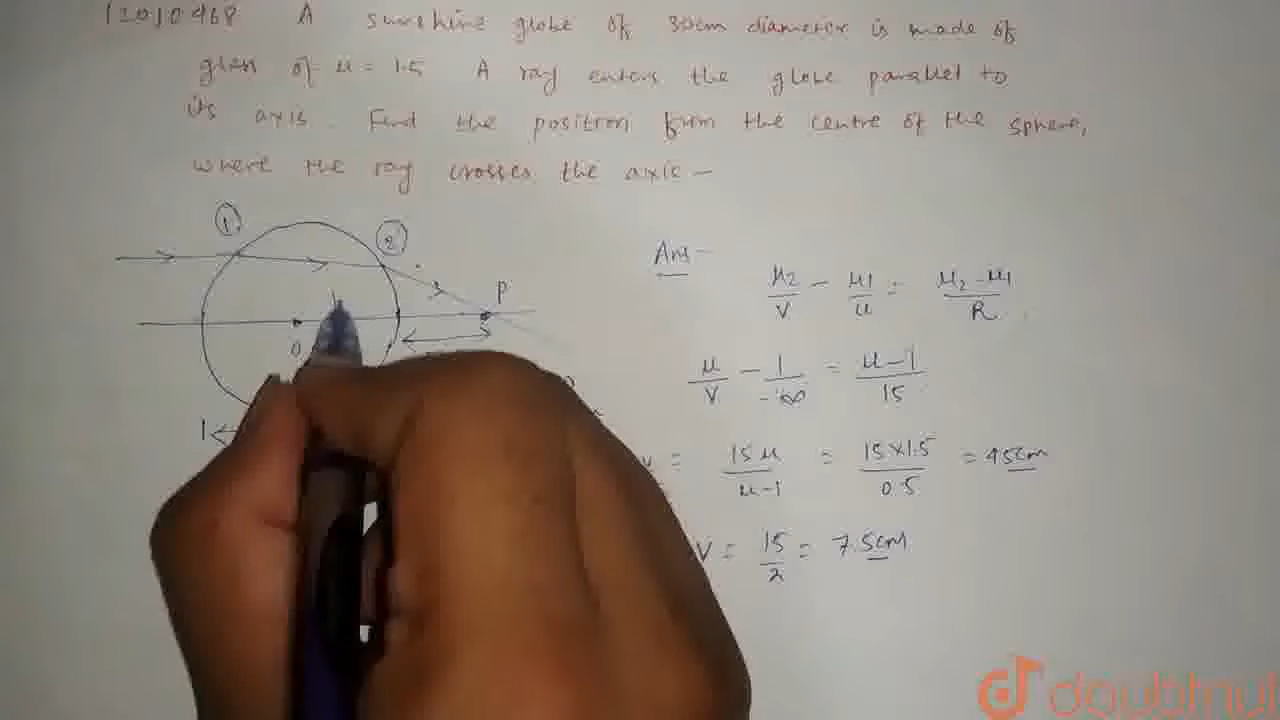 12010468 A sunshine globe of 30cm diameter is made of
glass of μ = 1.5 A ray enters the globe parallel to
its axis. Find the position from the centre of the sphere,
where the ray crosses the axis –
1
2
P
O
Ans –
μ2/V – μ1/u = μ2 – μ1/R
μ/V – 1/-∞ = μ-1/15
= 15μ/μ-1 = 15×1.5/0.5 = 45cm
V = 15/2 = 7.5cm
doubtnut